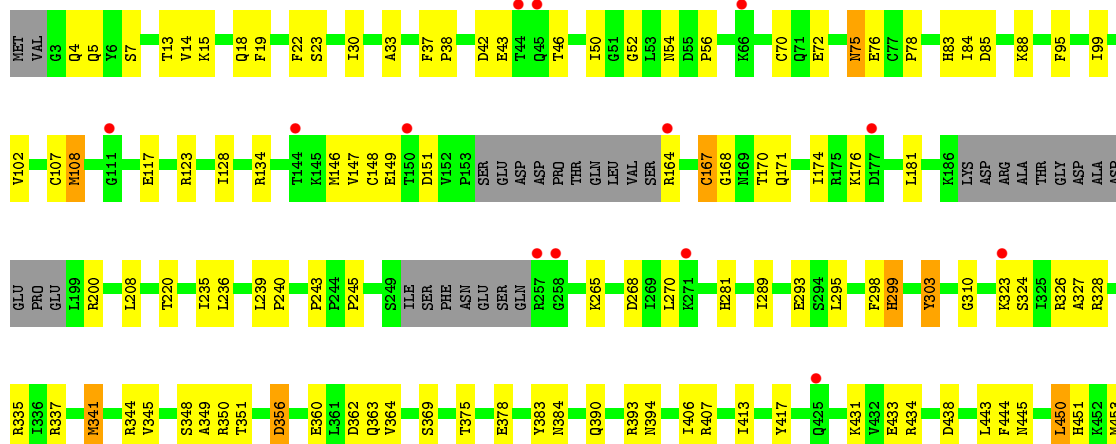 MET VAL G3 Q4 Q5 Y6 S7 T13 V14 K15 Q18 F19 F22 S23 I30 A33 F37 P38 D42 E43 T44 Q45 T46 I50 G51 G52 L53 N54 D55 P56 K66 C70 Q71 E72 N75 E76 C77 P78 H83 I84 D85 K88 F95 I99
V102 C107 M108 G111 E117 R123 I128 R134 T144 K145 M146 V147 C148 E149 T150 D151 V152 P153 SER GLU ASP ASP PRO THR GLN LEU VAL SER R164 C167 G168 N169 T170 Q171 I174 R175 K176 D177 L181 K186 LYS ASP ARG ALA THR GLY ASP ALA ASP
GLU PRO GLU L199 R200 L208 T220 I235 L236 L239 P240 P243 P244 P245 S249 ILE SER PHE ASN GLU SER GLN R257 G258 K265 D268 I269 L270 K271 H281 I289 E293 S294 L295 F298 H299 Y303 G310 K323 S324 I325 R326 A327 R328
R335 I336 R337 M341 R344 V345 S348 A349 R350 T351 D356 E360 L361 D362 Q363 V364 S369 T375 E378 Y383 N384 Q390 R393 N394 I406 R407 I413 Y417 Q425 K431 V432 E433 R434 D438 L443 F444 N445 L450 H451 K452 M453